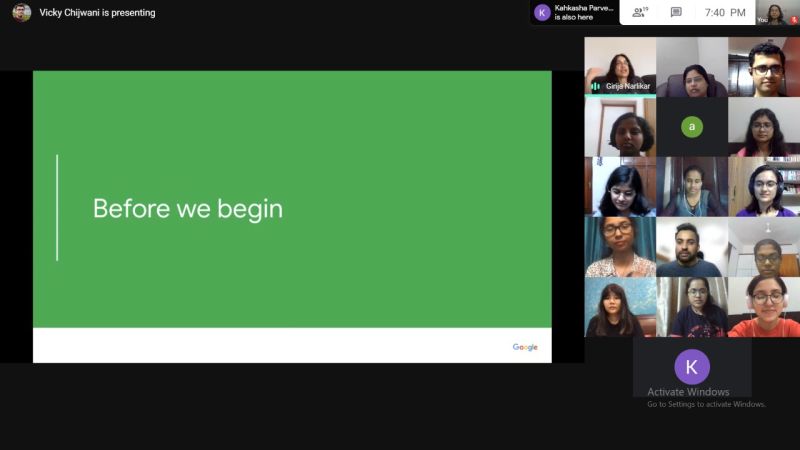 Vicky Chijwani is presenting
K
Kahkasha Parve...
is also here
19
7:40 PM
You
Girija Narlikar
a
Before we begin
Google
K
Activate Windows
Go to Settings to activate Windows.